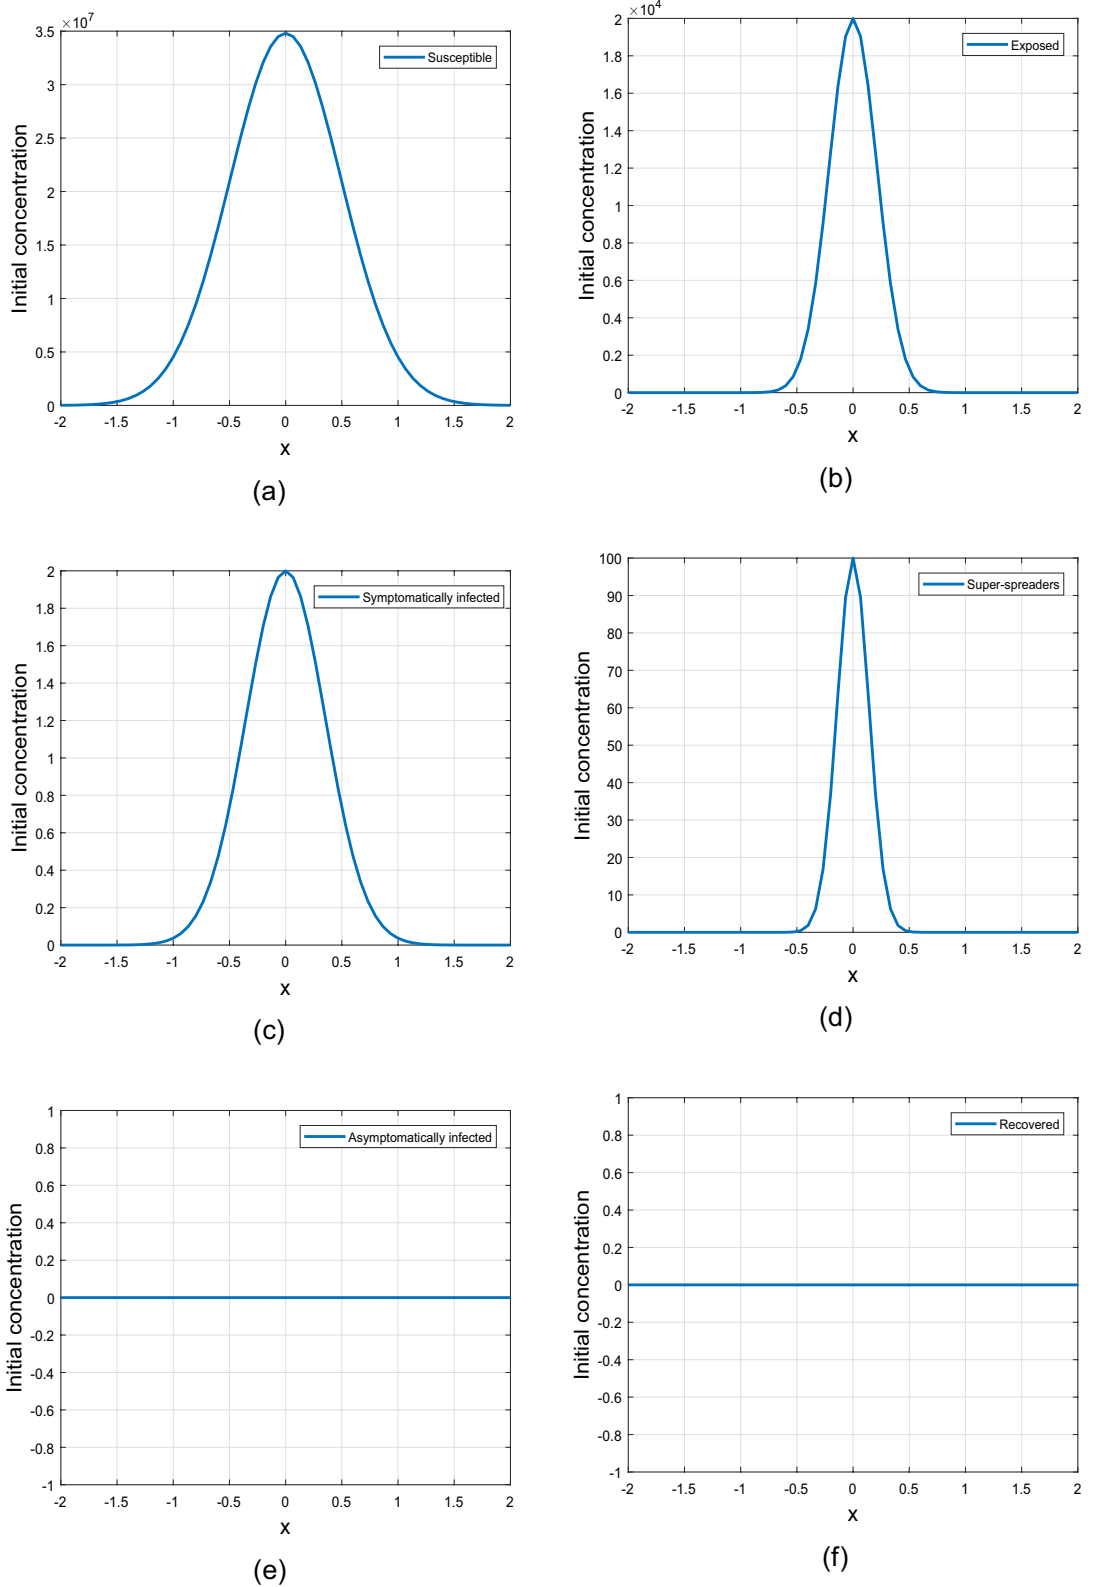 ×10⁷
3.5
3
2.5
2
1.5
1
0.5
0
Initial concentration
Susceptible
-2 -1.5 -1 -0.5 0 0.5 1 1.5 2
x
(a)
×10⁴
2
1.8
1.6
1.4
1.2
1
0.8
0.6
0.4
0.2
0
Initial concentration
Exposed
-2 -1.5 -1 -0.5 0 0.5 1 1.5 2
x
(b)
2
1.8
1.6
1.4
1.2
1
0.8
0.6
0.4
0.2
0
Initial concentration
Symptomatically infected
-2 -1.5 -1 -0.5 0 0.5 1 1.5 2
x
(c)
100
90
80
70
60
50
40
30
20
10
0
Initial concentration
Super-spreaders
-2 -1.5 -1 -0.5 0 0.5 1 1.5 2
x
(d)
1
0.8
0.6
0.4
0.2
0
-0.2
-0.4
-0.6
-0.8
-1
Initial concentration
Asymptomatically infected
-2 -1.5 -1 -0.5 0 0.5 1 1.5 2
x
(e)
1
0.8
0.6
0.4
0.2
0
-0.2
-0.4
-0.6
-0.8
-1
Initial concentration
Recovered
-2 -1.5 -1 -0.5 0 0.5 1 1.5 2
x
(f)